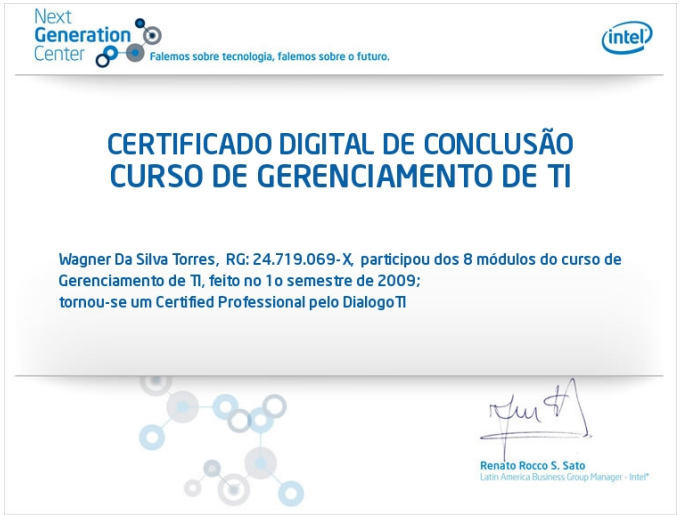 Next
Generation
Center
Falemos sobre tecnologia, falemos sobre o futuro.
intel
CERTIFICADO DIGITAL DE CONCLUSÃO
CURSO DE GERENCIAMENTO DE TI
Wagner Da Silva Torres, RG: 24.719.069-X, participou dos 8 módulos do curso de
Gerenciamento de TI, feito no 1o semestre de 2009;
tornou-se um Certified Professional pelo DialogoTI
Renato Rocco S. Sato
Latin America Business Group Manager - Intel®